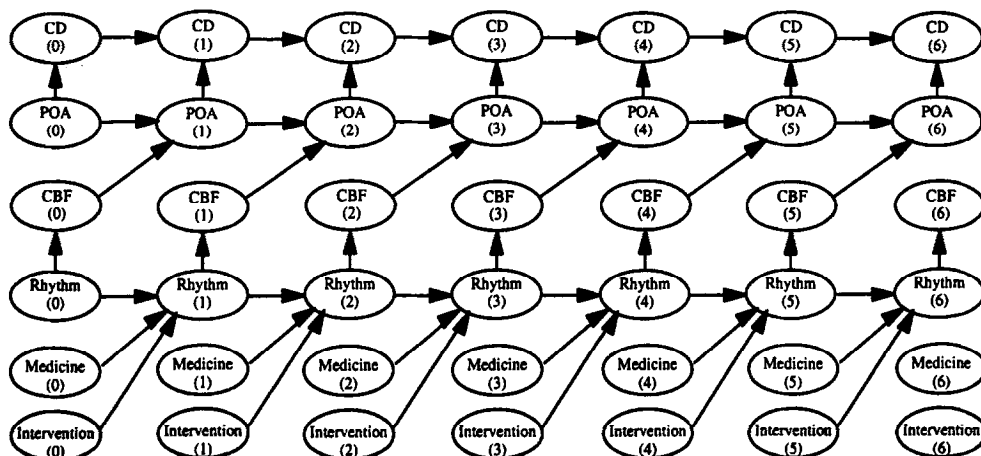 CD CD CD CD CD CD CD
(0) (1) (2) (3) (4) (5) (6)
POA POA POA POA POA POA POA
(0) (1) (2) (3) (4) (5) (6)
CBF CBF CBF CBF CBF CBF CBF
(0) (1) (2) (3) (4) (5) (6)
Rhythm Rhythm Rhythm Rhythm Rhythm Rhythm Rhythm
(0) (1) (2) (3) (4) (5) (6)
Medicine Medicine Medicine Medicine Medicine Medicine Medicine
(0) (1) (2) (3) (4) (5) (6)
Intervention Intervention Intervention Intervention Intervention Intervention Intervention
(0) (1) (2) (3) (4) (5) (6)